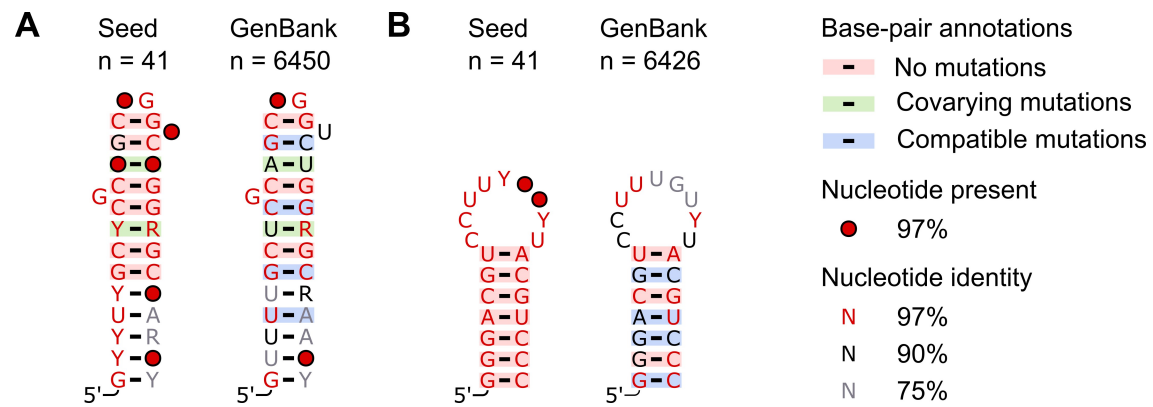 A
Seed
n = 41
G
C - G
G - C
C - G
G
C - G
Y - R
C - G
G - C
Y -
U - A
Y - R
Y -
G - Y
5'
GenBank
n = 6450
G
C - G
G - C
U
A - U
C - G
G
C - G
U - R
C - G
G - C
U - R
U - A
U - A
U -
G - Y
5'
B
Seed
n = 41
U U Y
U
C Y
C U
U - A
G - C
C - G
A - U
G - C
G - C
G - C
5'
GenBank
n = 6426
U U U G
U U
C Y
C U
U - A
G - C
C - G
A - U
G - C
G - C
G - C
5'
Base-pair annotations
- No mutations
- Covarying mutations
- Compatible mutations
Nucleotide present
97%
Nucleotide identity
N 97%
N 90%
N 75%